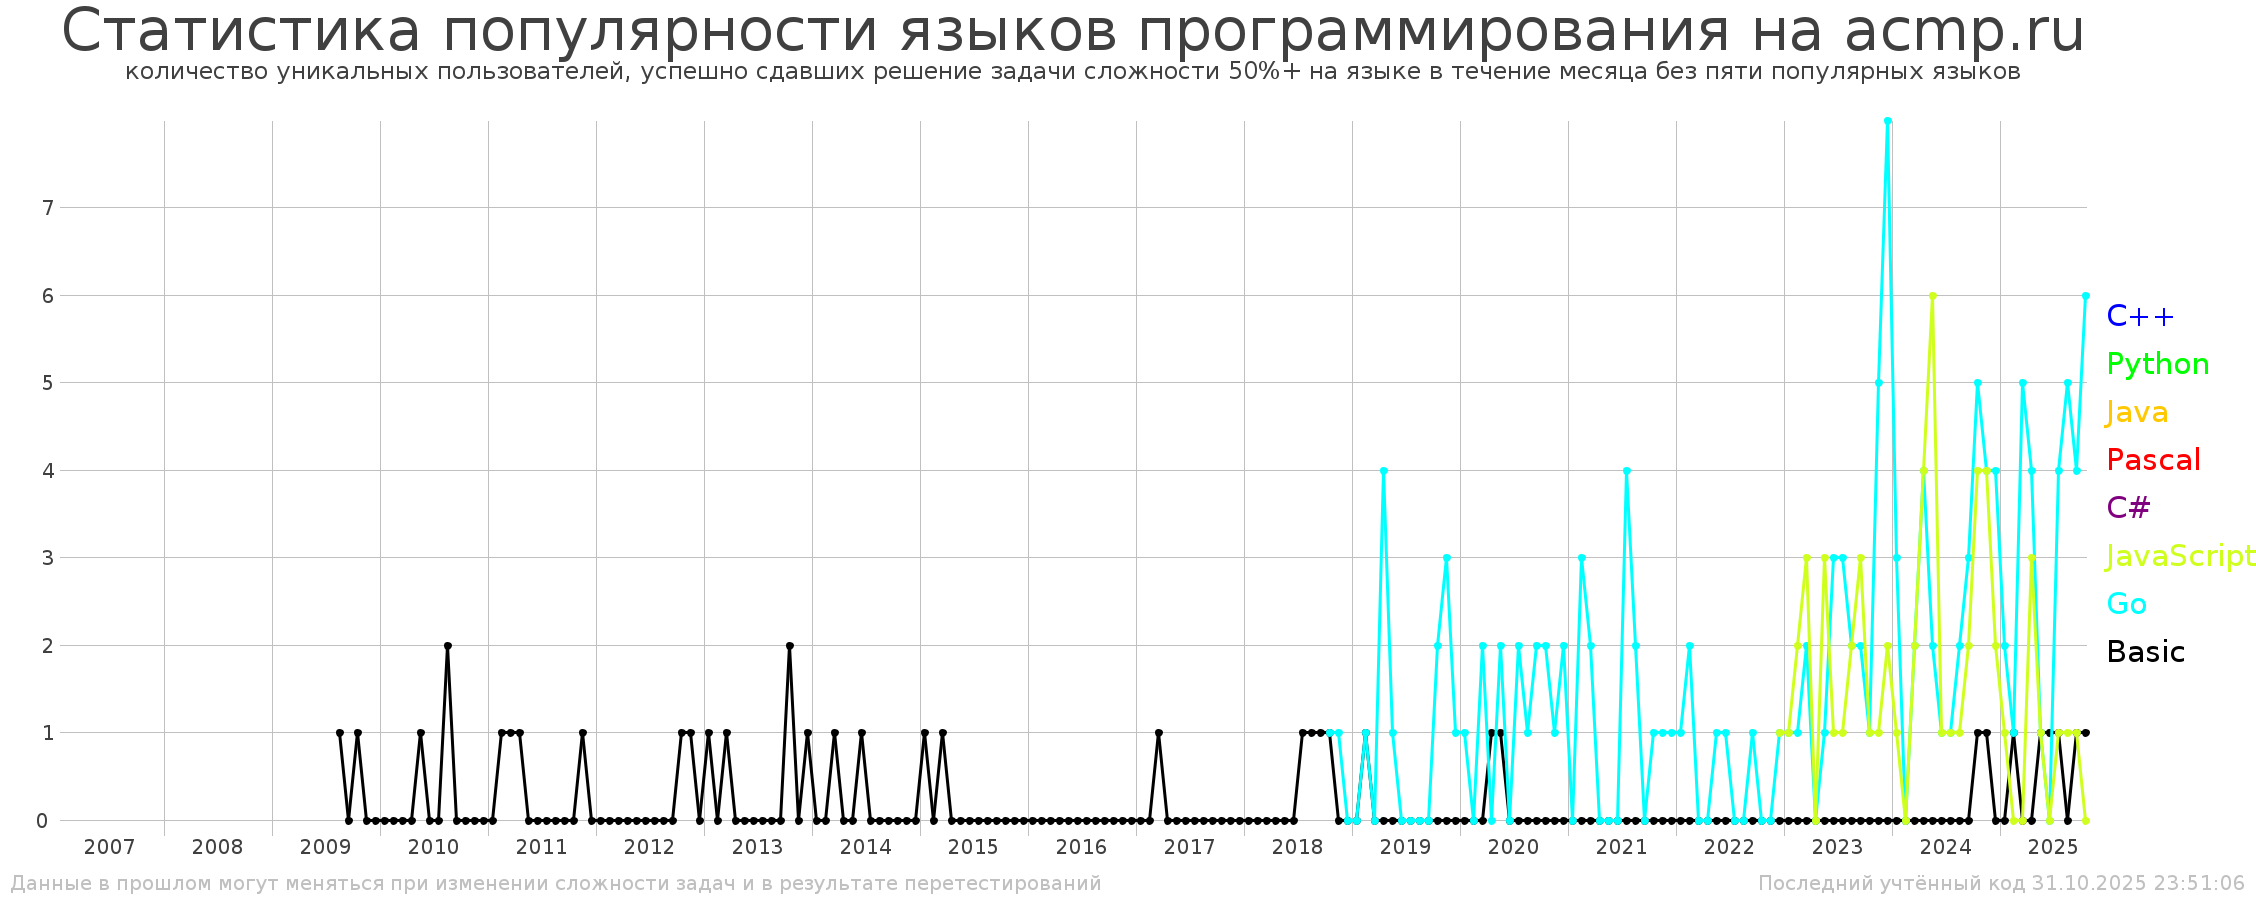 Статистика популярности языков программирования на acmp.ru
количество уникальных пользователей, успешно сдавших решение задачи сложности 50%+ на языке в течение месяца без пяти популярных языков
7
6
5
4
3
2
1
0
C++
Python
Java
Pascal
C#
JavaScript
Go
Basic
2007 2008 2009 2010 2011 2012 2013 2014 2015 2016 2017 2018 2019 2020 2021 2022 2023 2024 2025
Данные в прошлом могут меняться при изменении сложности задач и в результате перетестирований
Последний учтённый код 31.10.2025 23:51:06